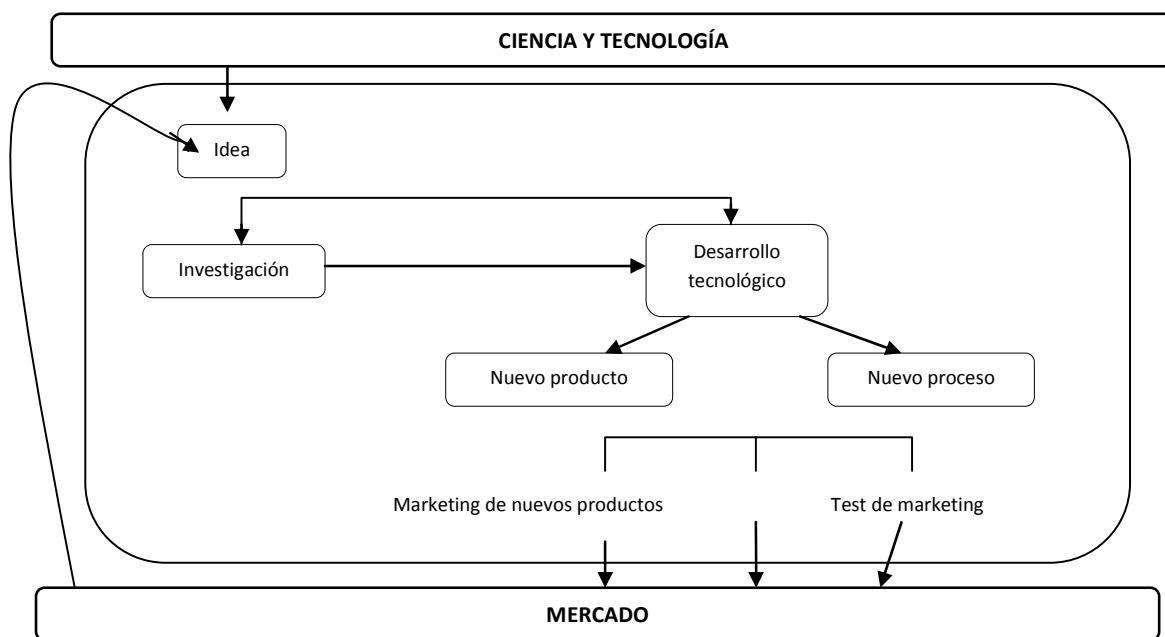 CIENCIA Y TECNOLOGÍA
Idea
Investigación
Desarrollo
tecnológico
Nuevo producto
Nuevo proceso
Marketing de nuevos productos
Test de marketing
MERCADO